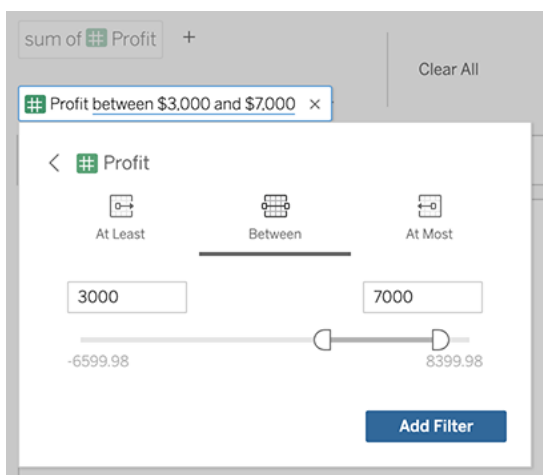 sum of # Profit +
Clear All
# Profit between $3,000 and $7,000 ×
< # Profit
At Least Between At Most
3000 7000
-6599.98 8399.98
Add Filter